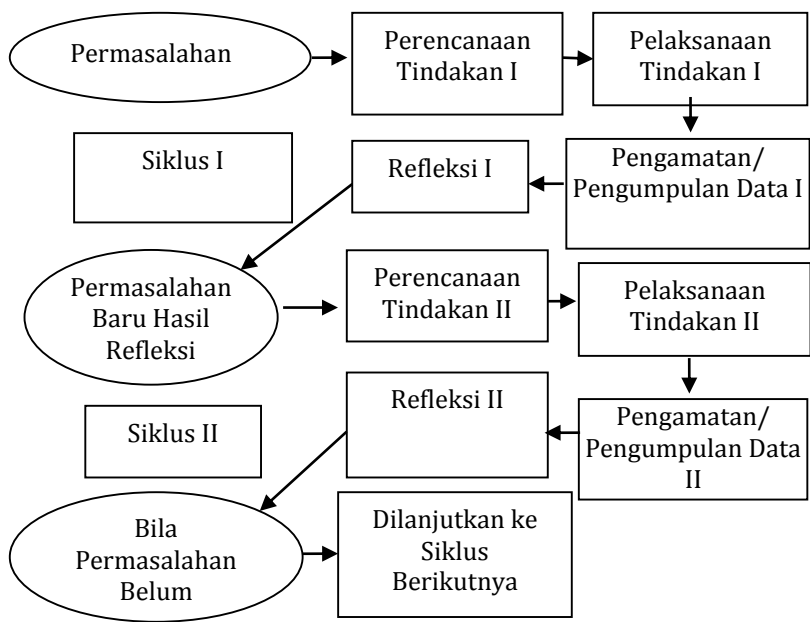 Permasalahan
Perencanaan
Tindakan I
Pelaksanaan
Tindakan I
Siklus I
Refleksi I
Pengamatan/
Pengumpulan Data I
Permasalahan
Baru Hasil
Refleksi
Perencanaan
Tindakan II
Pelaksanaan
Tindakan II
Siklus II
Refleksi II
Pengamatan/
Pengumpulan Data
II
Bila
Permasalahan
Belum
Dilanjutkan ke
Siklus
Berikutnya